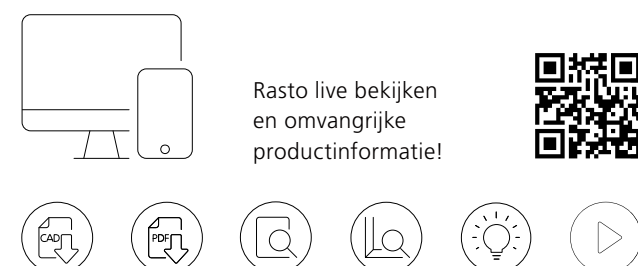 Rasto live bekijken
en omvangrijke
productinformatie!
CAD
PDF